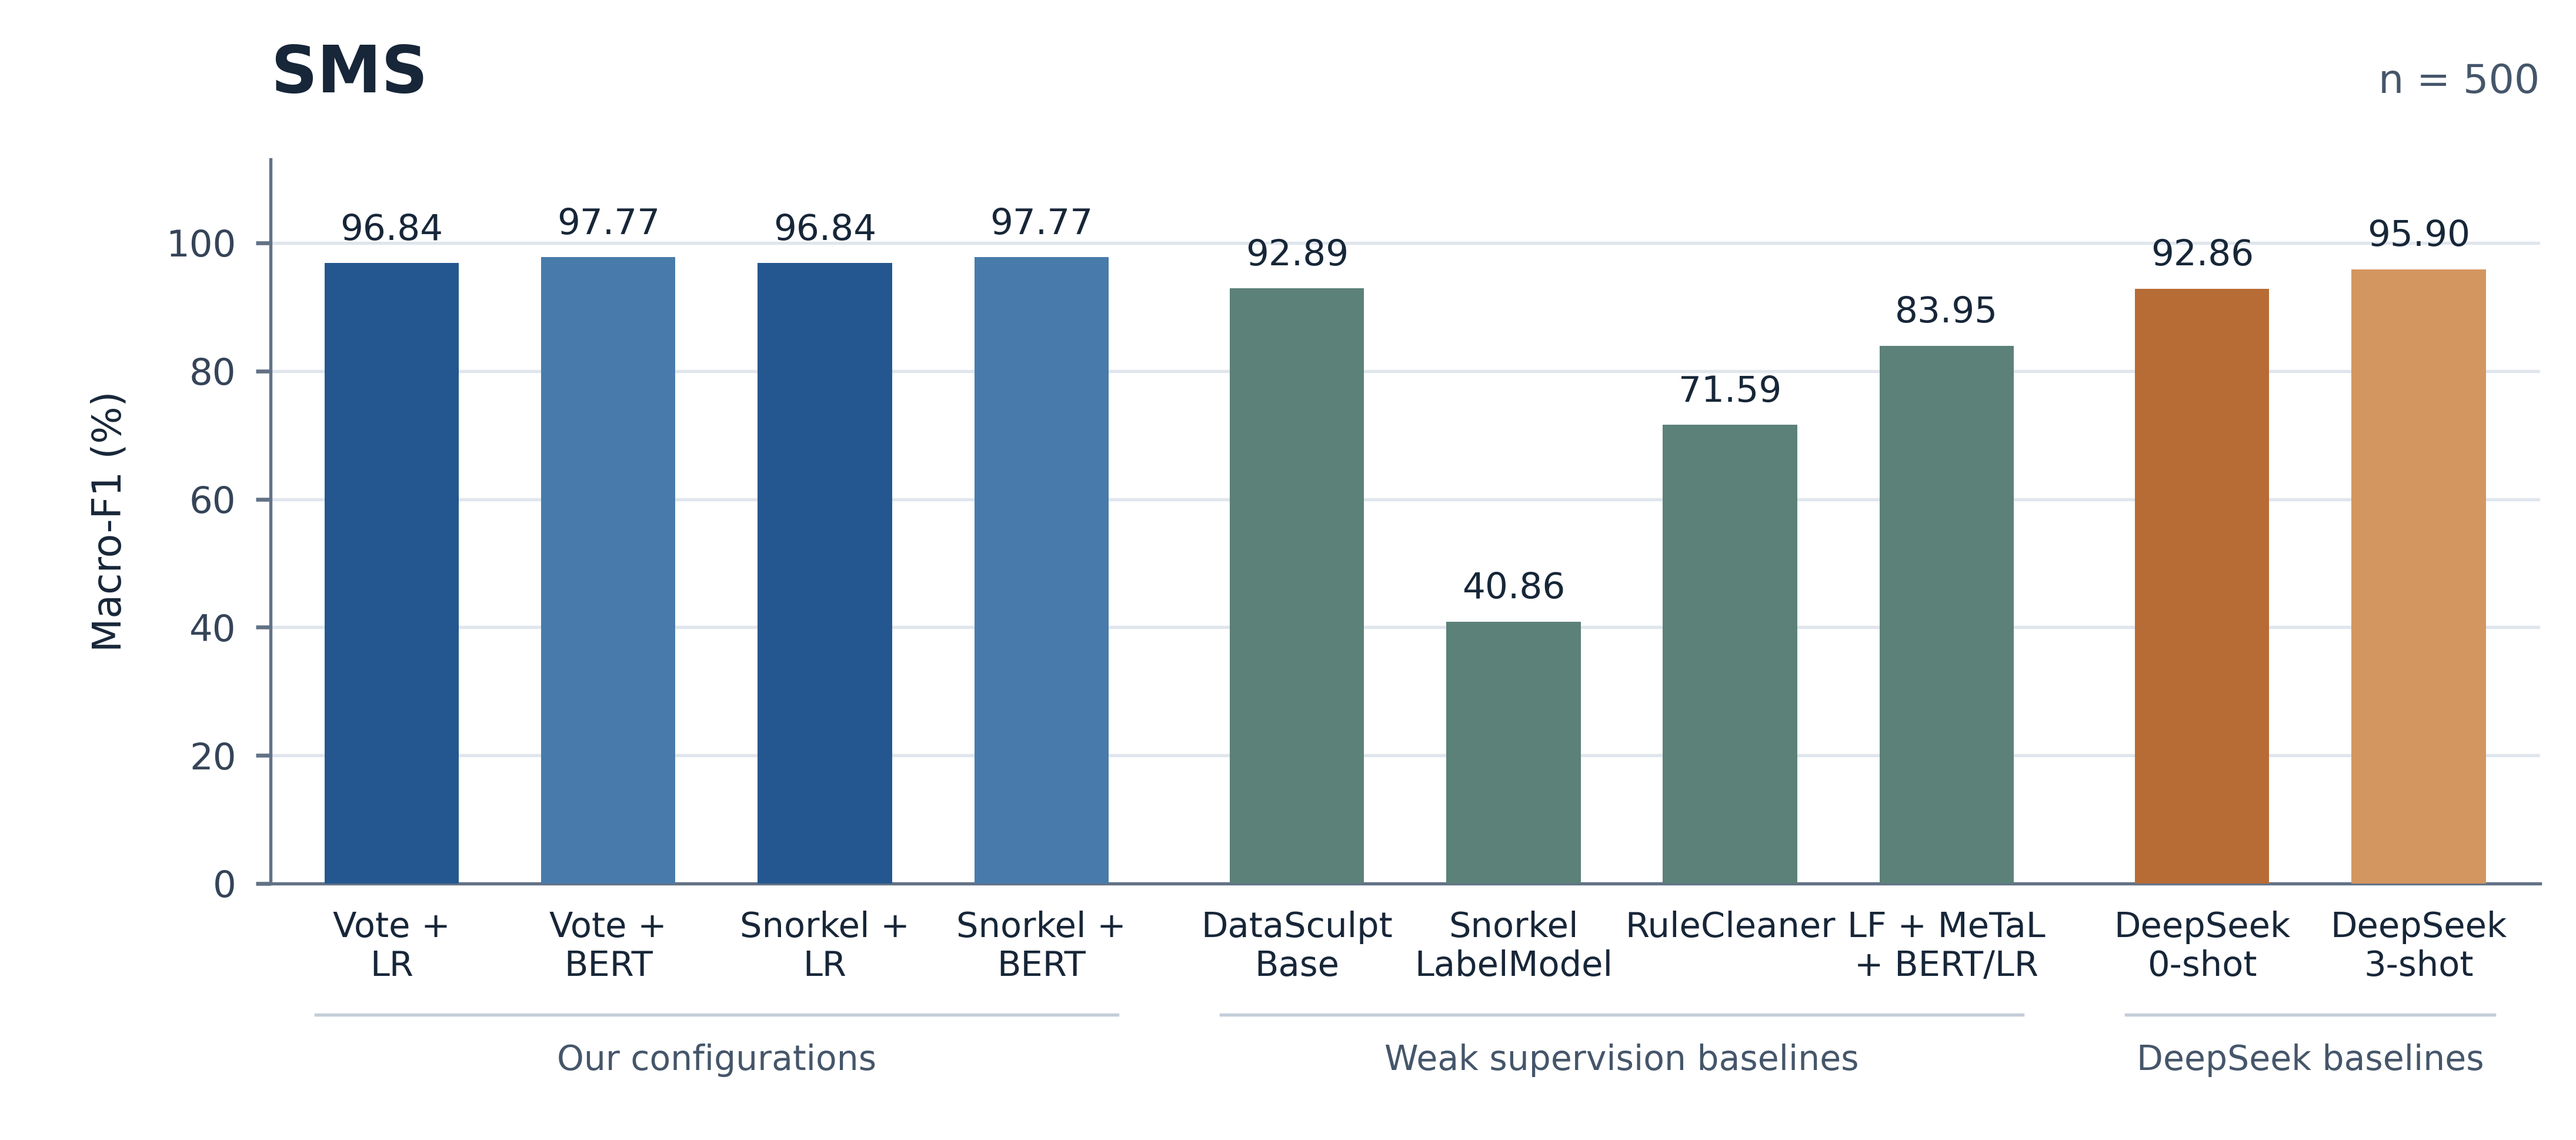 SMS
n = 500
Macro-F1 (%)
100
80
60
40
20
0
96.84
97.77
96.84
97.77
92.89
40.86
71.59
83.95
92.86
95.90
Vote +
LR
Vote +
BERT
Snorkel +
LR
Snorkel +
BERT
DataSculpt
Base
Snorkel
LabelModel
RuleCleaner
LF + MeTaL
+ BERT/LR
DeepSeek
0-shot
DeepSeek
3-shot
Our configurations
Weak supervision baselines
DeepSeek baselines